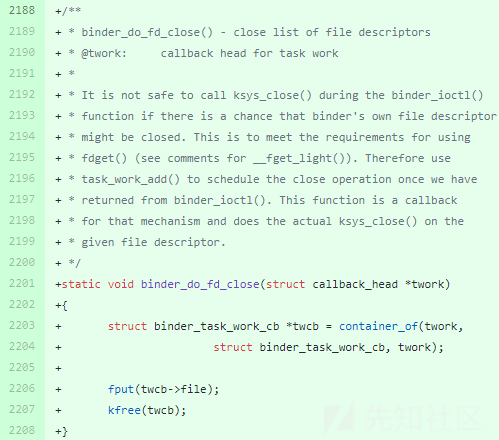 2188 +/**
2189 + * binder_do_fd_close() - close list of file descriptors
2190 + * @twork:     callback head for task work
2191 + *
2192 + * It is not safe to call ksys_close() during the binder_ioctl()
2193 + * function if there is a chance that binder's own file descriptor
2194 + * might be closed. This is to meet the requirements for using
2195 + * fdget() (see comments for __fget_light()). Therefore use
2196 + * task_work_add() to schedule the close operation once we have
2197 + * returned from binder_ioctl(). This function is a callback
2198 + * for that mechanism and does the actual ksys_close() on the
2199 + * given file descriptor.
2200 + */
2201 +static void binder_do_fd_close(struct callback_head *twork)
2202 +{
2203 +       struct binder_task_work_cb *twcb = container_of(twork,
2204 +                       struct binder_task_work_cb, twork);
2205 +
2206 +       fput(twcb->file);
2207 +       kfree(twcb);
2208 +}
先知社区